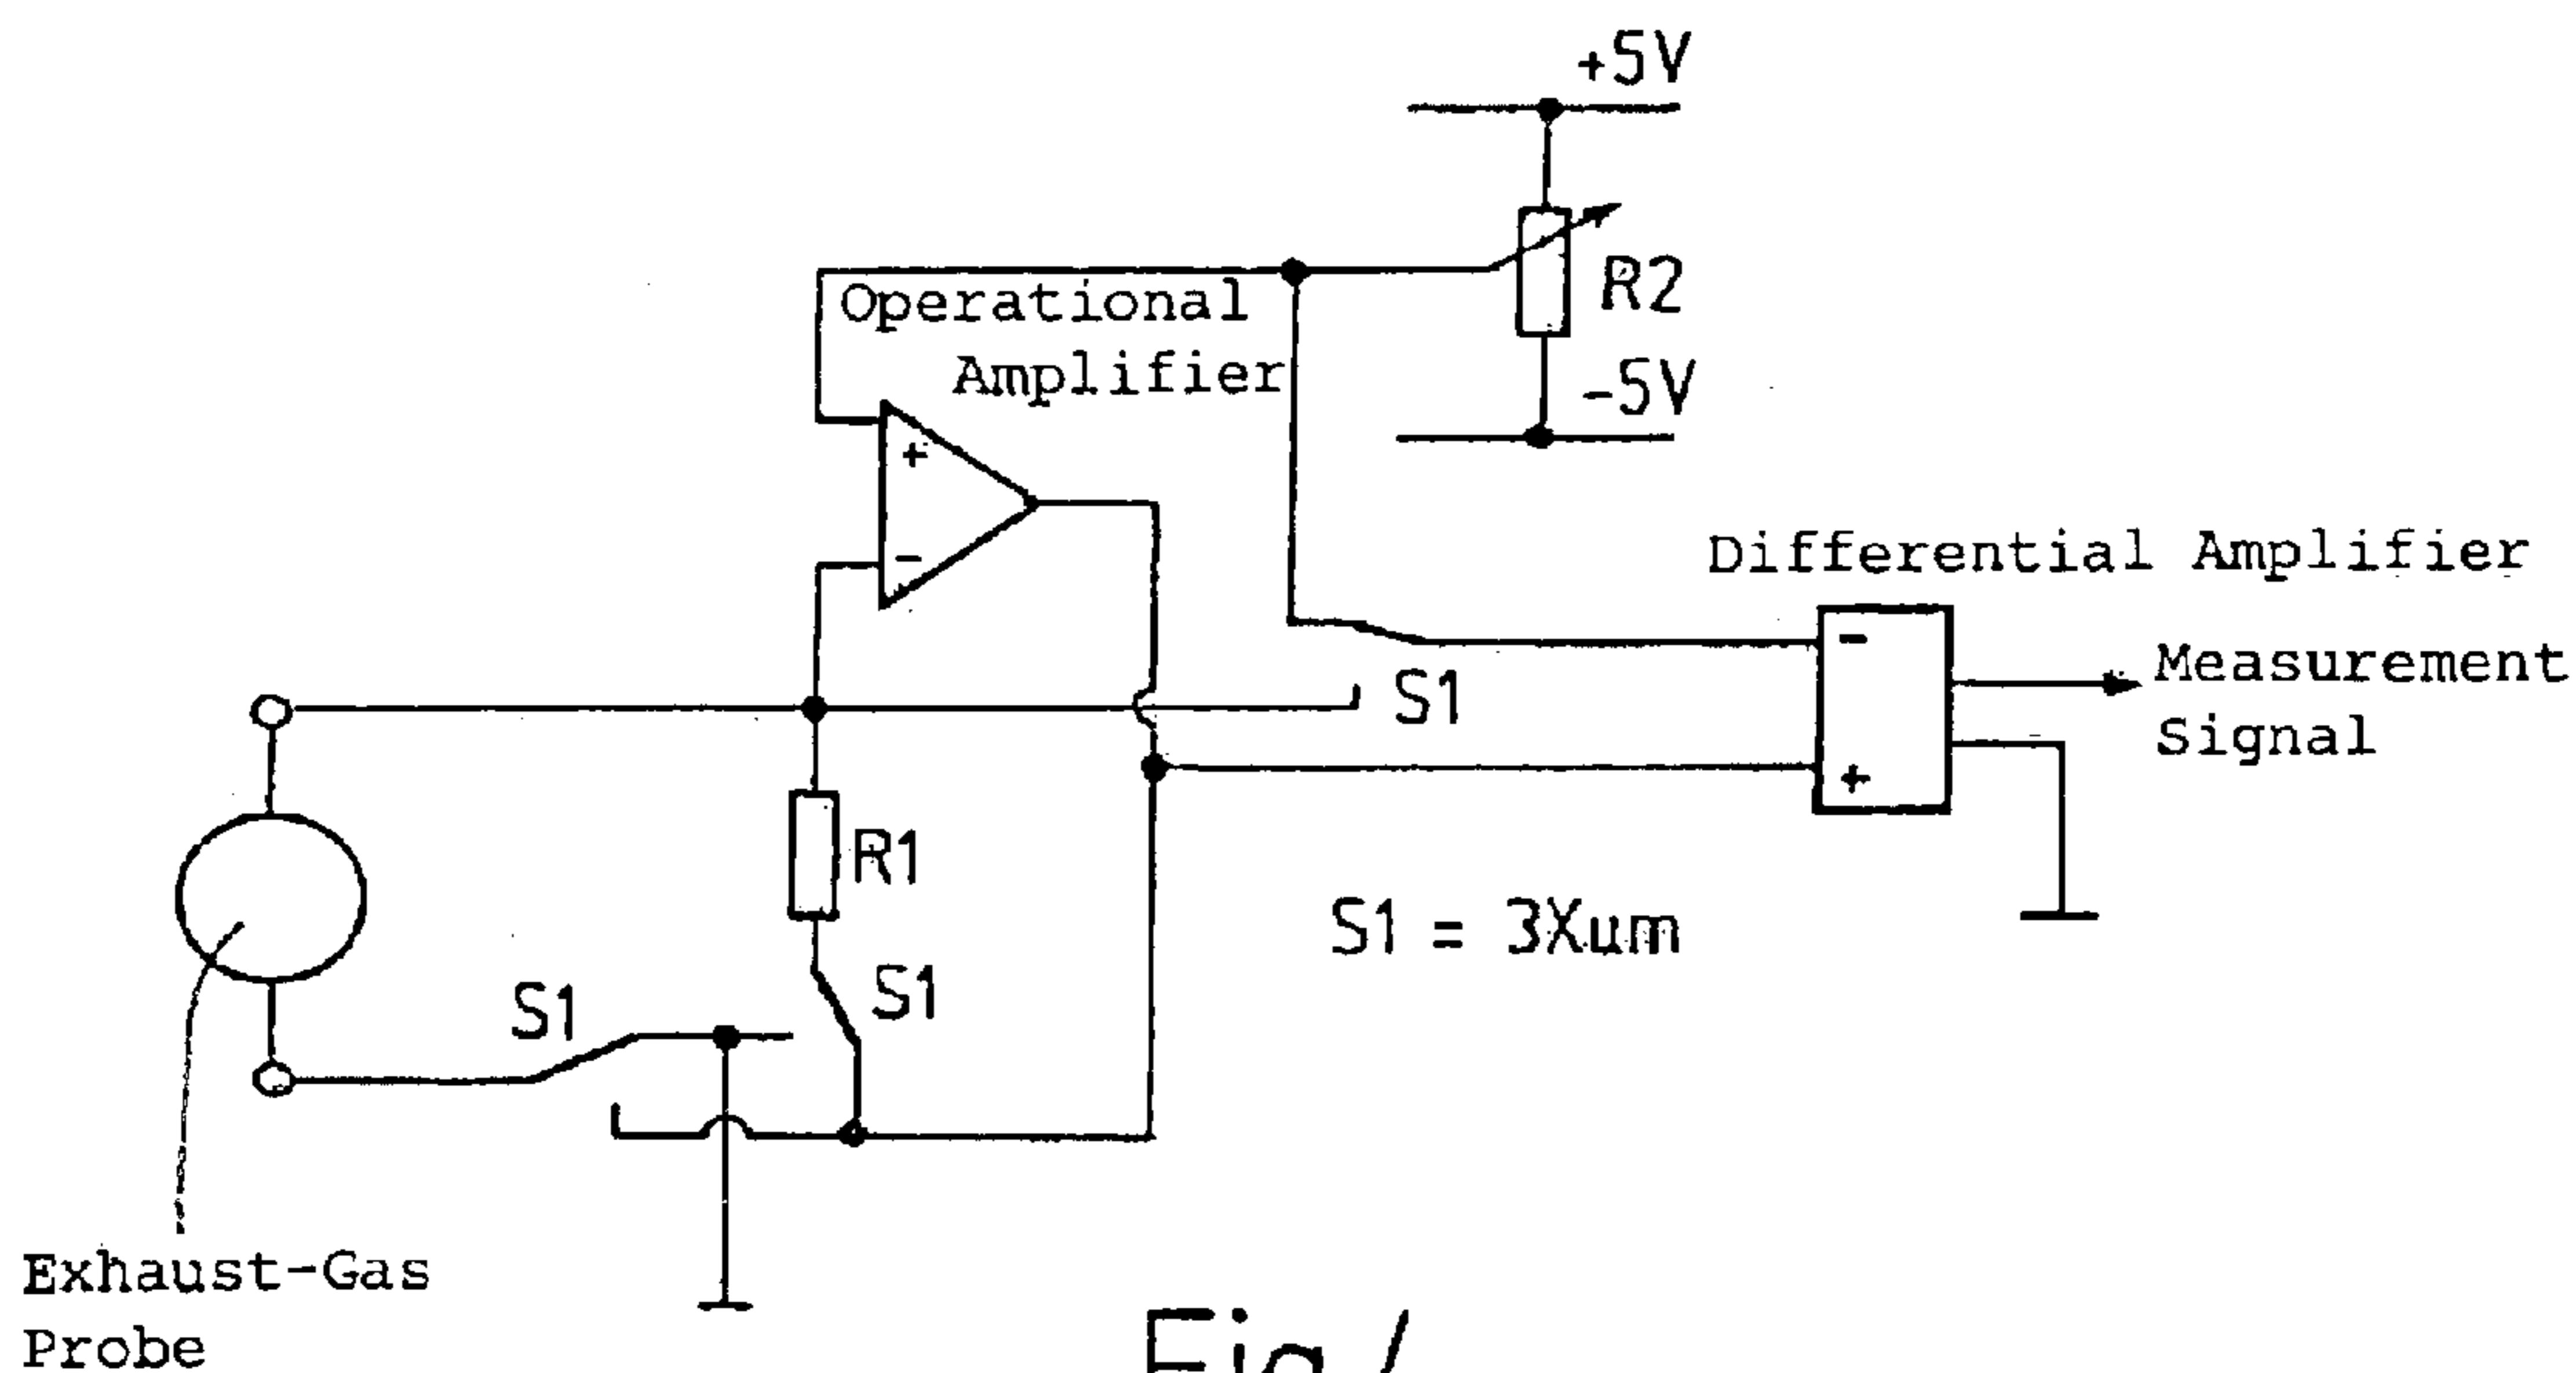 +5V
R2
-5V
Operational
Amplifier
+
-
Differential Amplifier
-
+
Measurement
Signal
S1
R1
S1 = 3Xum
S1
S1
Exhaust-Gas
Probe